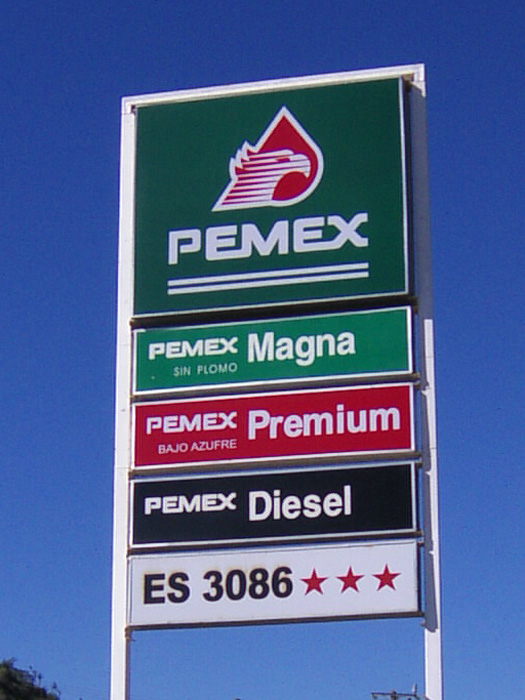 PEMEX
PEMEX Magna
SIN PLOMO
PEMEX Premium
BAJO AZUFRE
PEMEX Diesel
ES 3086